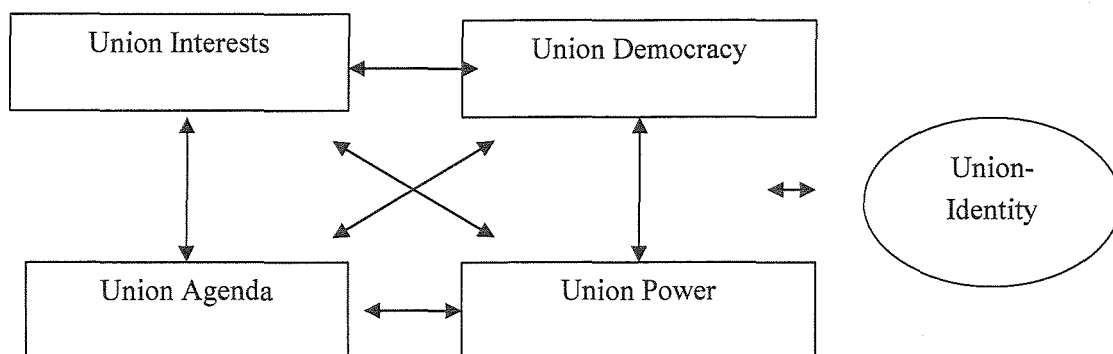 Union Interests
Union Democracy
Union-
Identity
Union Agenda
Union Power